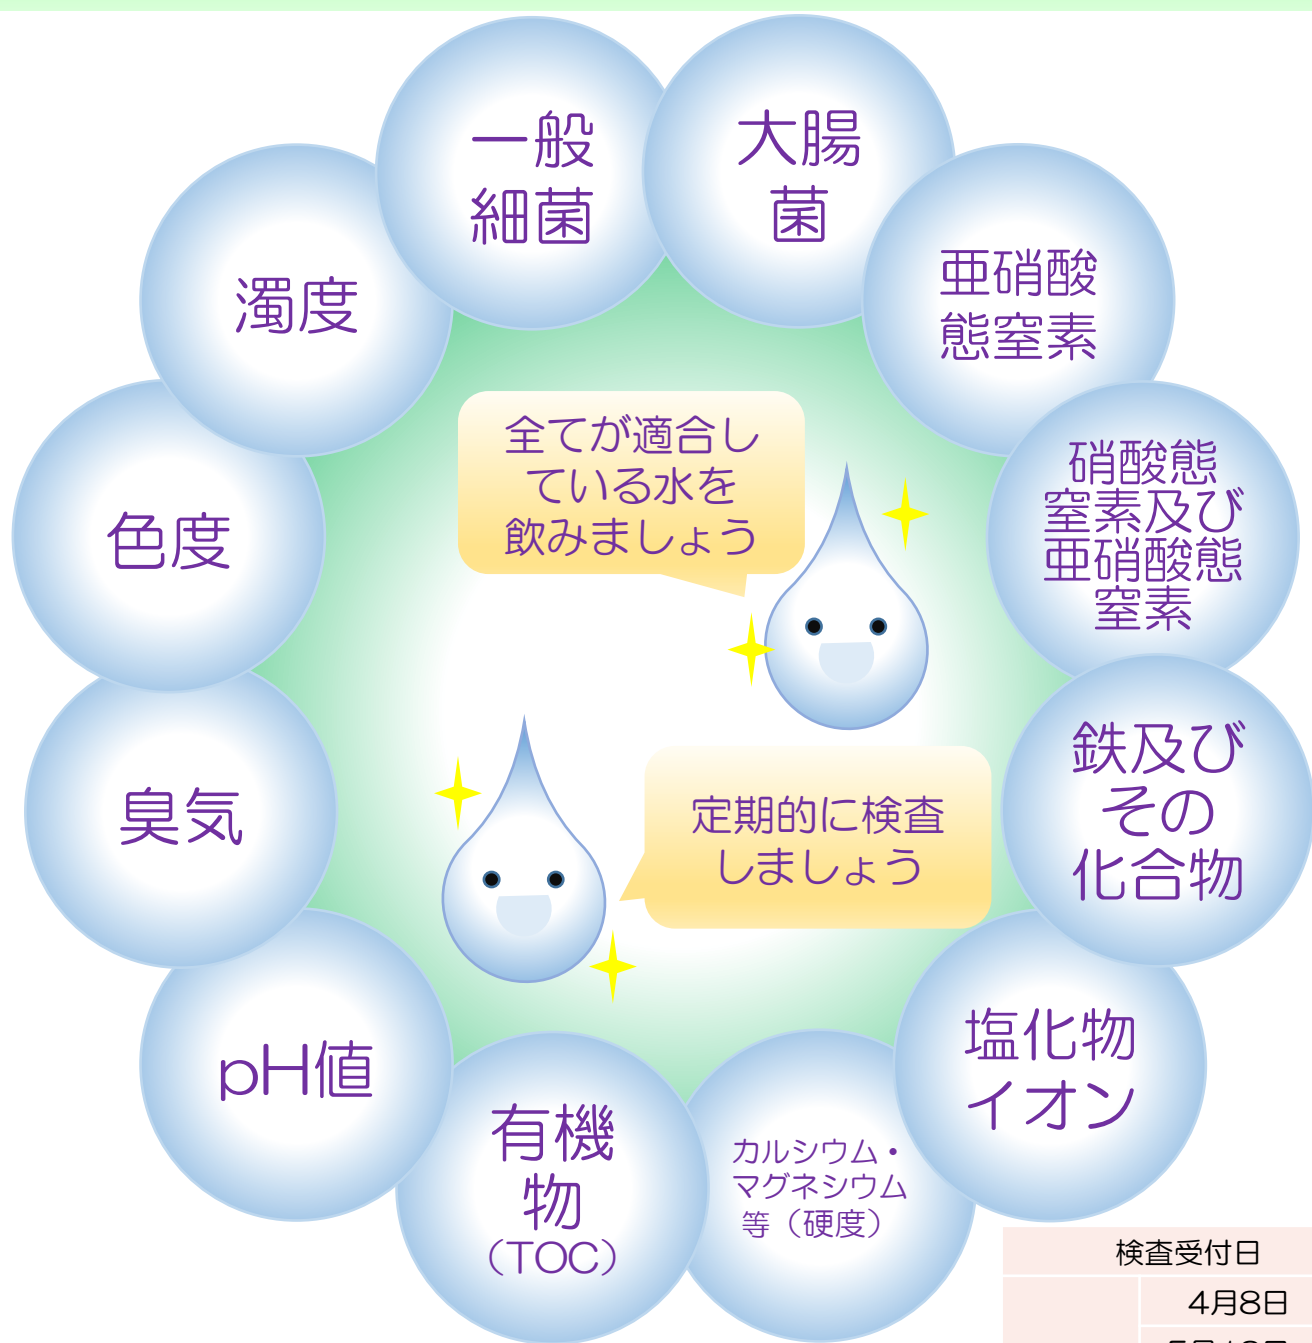 一般
細菌
大腸
菌
亜硝酸
態窒素
硝酸態
窒素及び
亜硝酸態
窒素
鉄及び
その
化合物
塩化物
イオン
カルシウム・
マグネシウム
等（硬度）
有機
物
（TOC）
pH値
臭気
色度
濁度
全てが適合し
ている水を
飲みましょう
定期的に検査
しましょう
検査受付日
4月8日